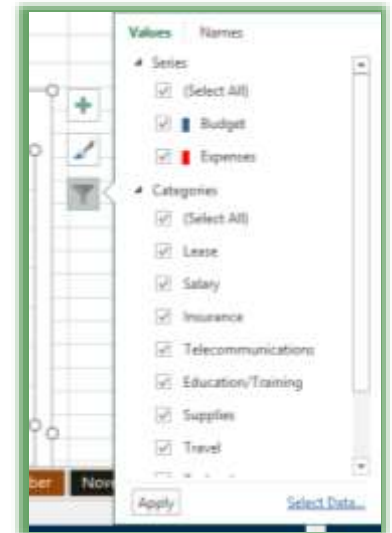 Values Names
Series
(Select All)
Budget
Expenses
Categories
(Select All)
Lease
Salary
Insurance
Telecommunications
Education/Training
Supplies
Travel
ber Nov
Apply Select Data...